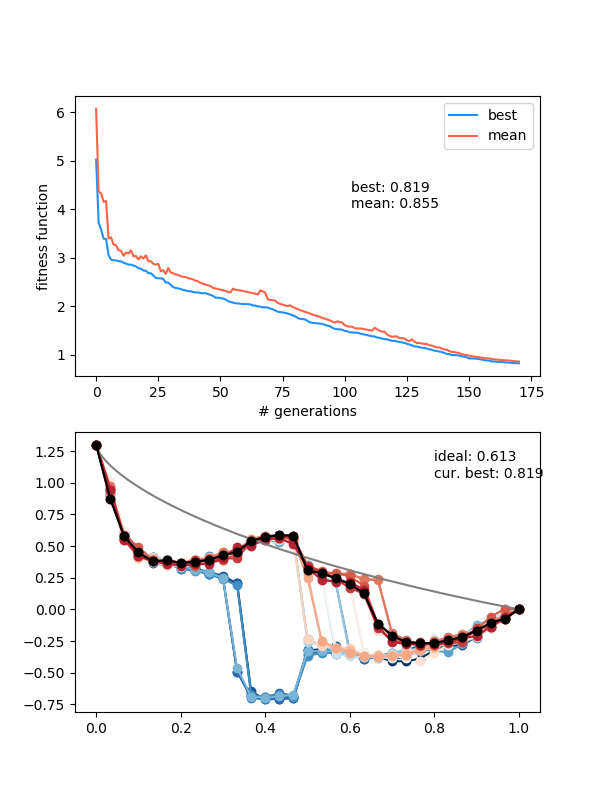 best
mean
best: 0.819
mean: 0.855
fitness function
6
5
4
3
2
1
0 25 50 75 100 125 150 175
# generations
ideal: 0.613
cur. best: 0.819
1.25
1.00
0.75
0.50
0.25
0.00
−0.25
−0.50
−0.75
0.0 0.2 0.4 0.6 0.8 1.0